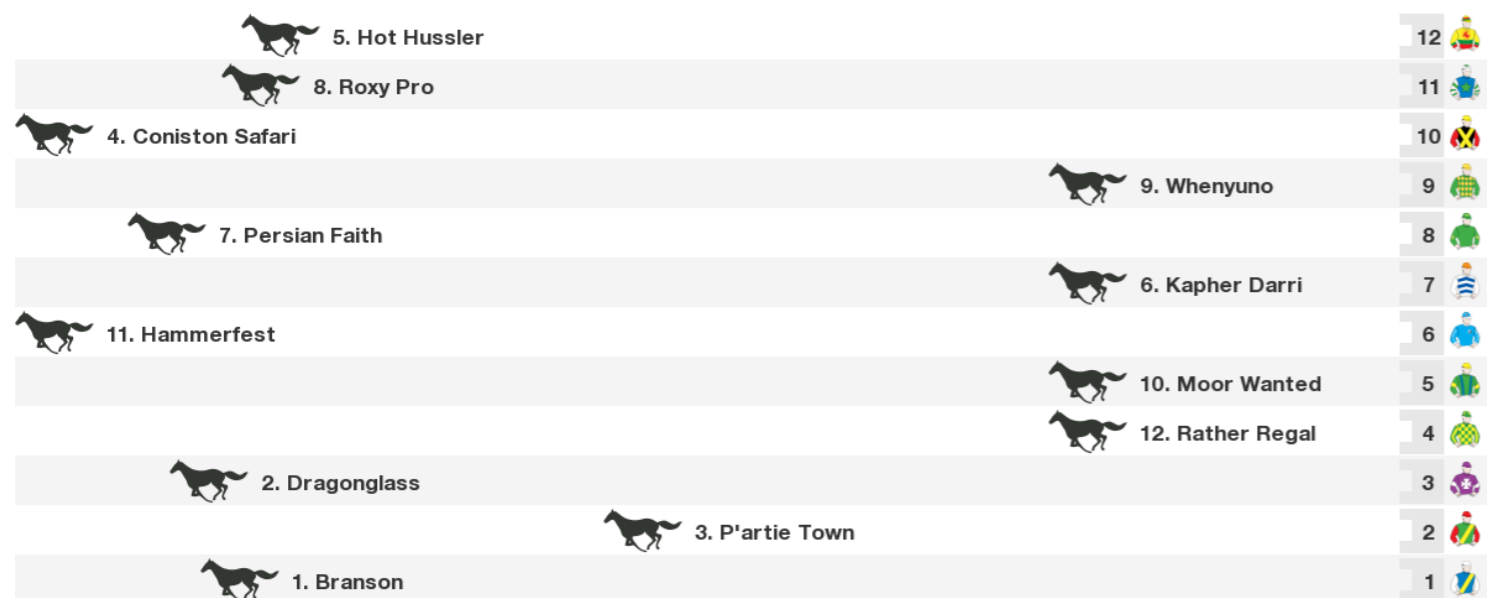 5. Hot Hussler 12
8. Roxy Pro 11
4. Coniston Safari 10
9. Whenyuno 9
7. Persian Faith 8
6. Kapher Darri 7
11. Hammerfest 6
10. Moor Wanted 5
12. Rather Regal 4
2. Dragonglass 3
3. P'artie Town 2
1. Branson 1